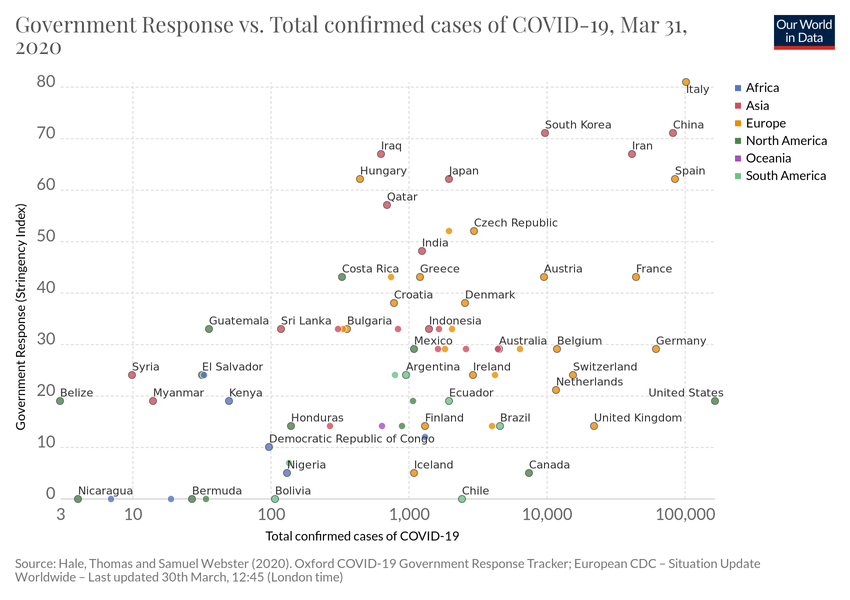 Government Response vs. Total confirmed cases of COVID-19, Mar 31,
2020
Our World
in Data
Government Response (Stringency Index)
80
70
60
50
40
30
20
10
0
Italy
South Korea
China
Iraq
Iran
Hungary
Japan
Spain
Qatar
Czech Republic
India
Costa Rica
Greece
Austria
France
Croatia
Denmark
Guatemala
Sri Lanka
Bulgaria
Indonesia
Mexico
Australia
Belgium
Germany
Syria
El Salvador
Argentina
Ireland
Switzerland
Netherlands
Belize
Myanmar
Kenya
Ecuador
United States
Honduras
Finland
Brazil
United Kingdom
Democratic Republic of Congo
Nigeria
Iceland
Canada
Nicaragua
Bermuda
Bolivia
Chile
3
10
100
1,000
10,000
100,000
Total confirmed cases of COVID-19
Africa
Asia
Europe
North America
Oceania
South America
Source: Hale, Thomas and Samuel Webster (2020). Oxford COVID-19 Government Response Tracker; European CDC – Situation Update
Worldwide – Last updated 30th March, 12:45 (London time)